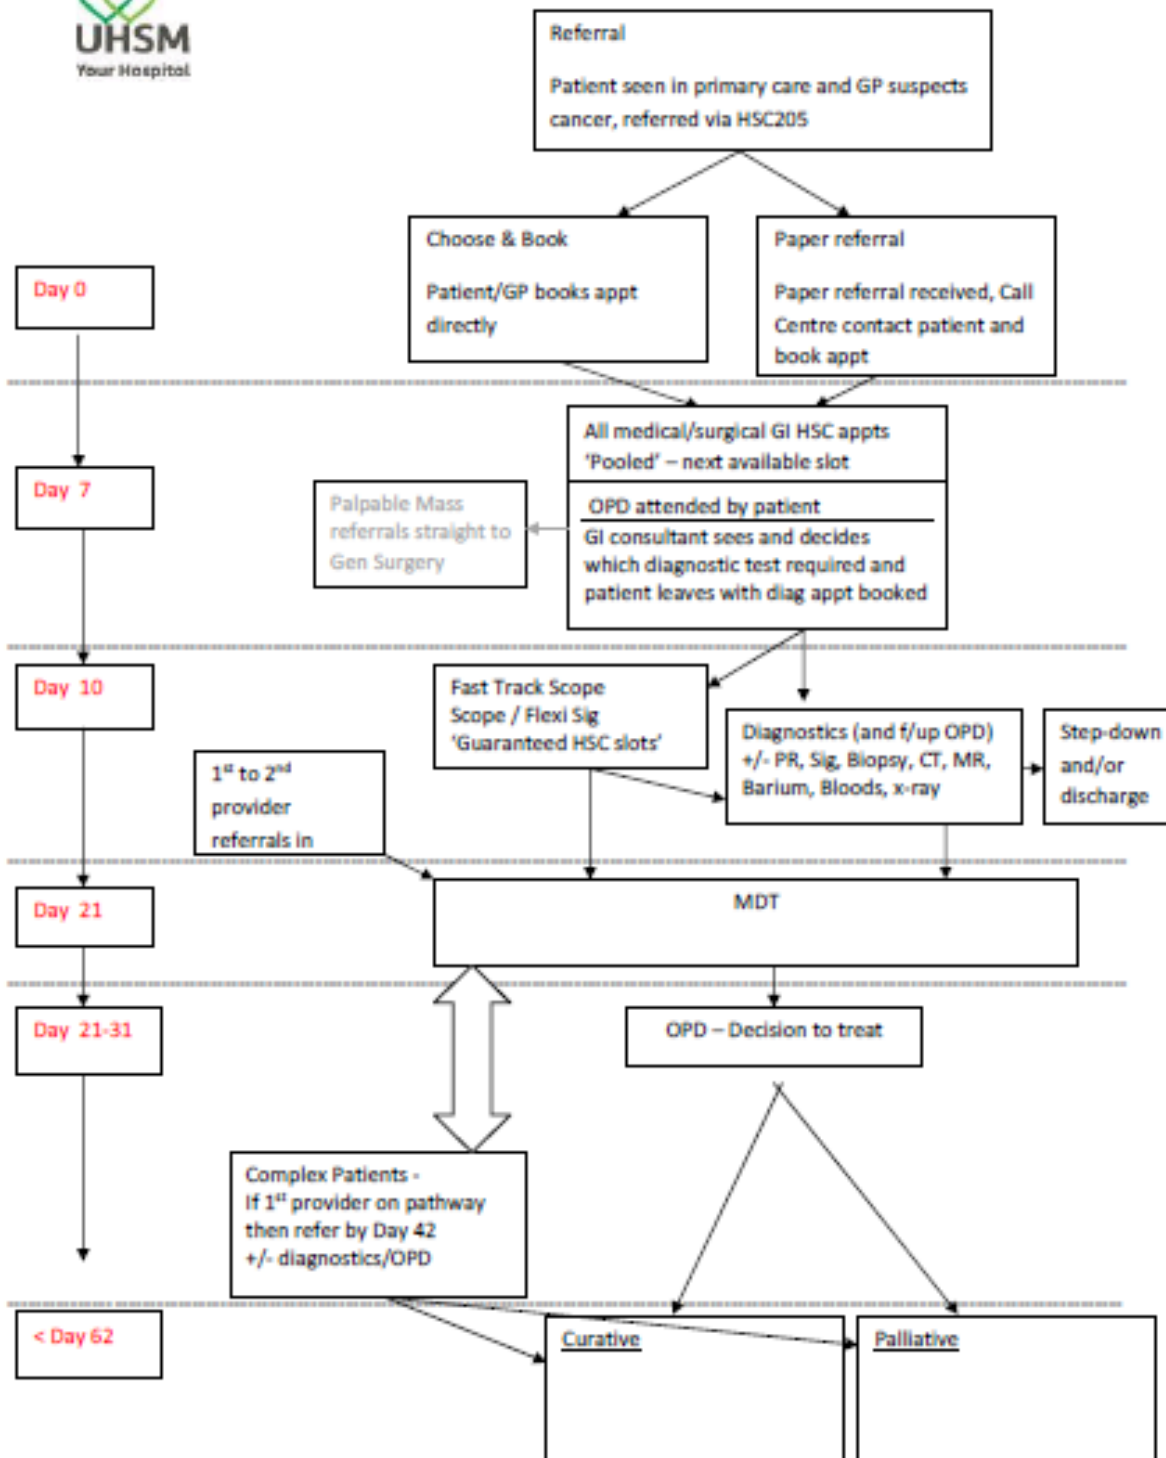 UHSM
Your Hospital
Referral
Patient seen in primary care and GP suspects
cancer, referred via HSC205
Choose & Book
Patient/GP books appt
directly
Paper referral
Paper referral received, Call
Centre contact patient and
book appt
Day 0
All medical/surgical GI HSC appts
‘Pooled’ – next available slot
OPD attended by patient
GI consultant sees and decides
which diagnostic test required and
patient leaves with diag appt booked
Day 7
Palpable Mass
referrals straight to
Gen Surgery
Day 10
Fast Track Scope
Scope / Flexi Sig
‘Guaranteed HSC slots’
Diagnostics (and f/up OPD)
+/- PR, Sig, Biopsy, CT, MR,
Barium, Bloods, x-ray
Step-down
and/or
discharge
1st to 2nd
provider
referrals in
Day 21
MDT
Day 21-31
OPD – Decision to treat
Complex Patients -
If 1st provider on pathway
then refer by Day 42
+/- diagnostics/OPD
< Day 62
Curative
Palliative